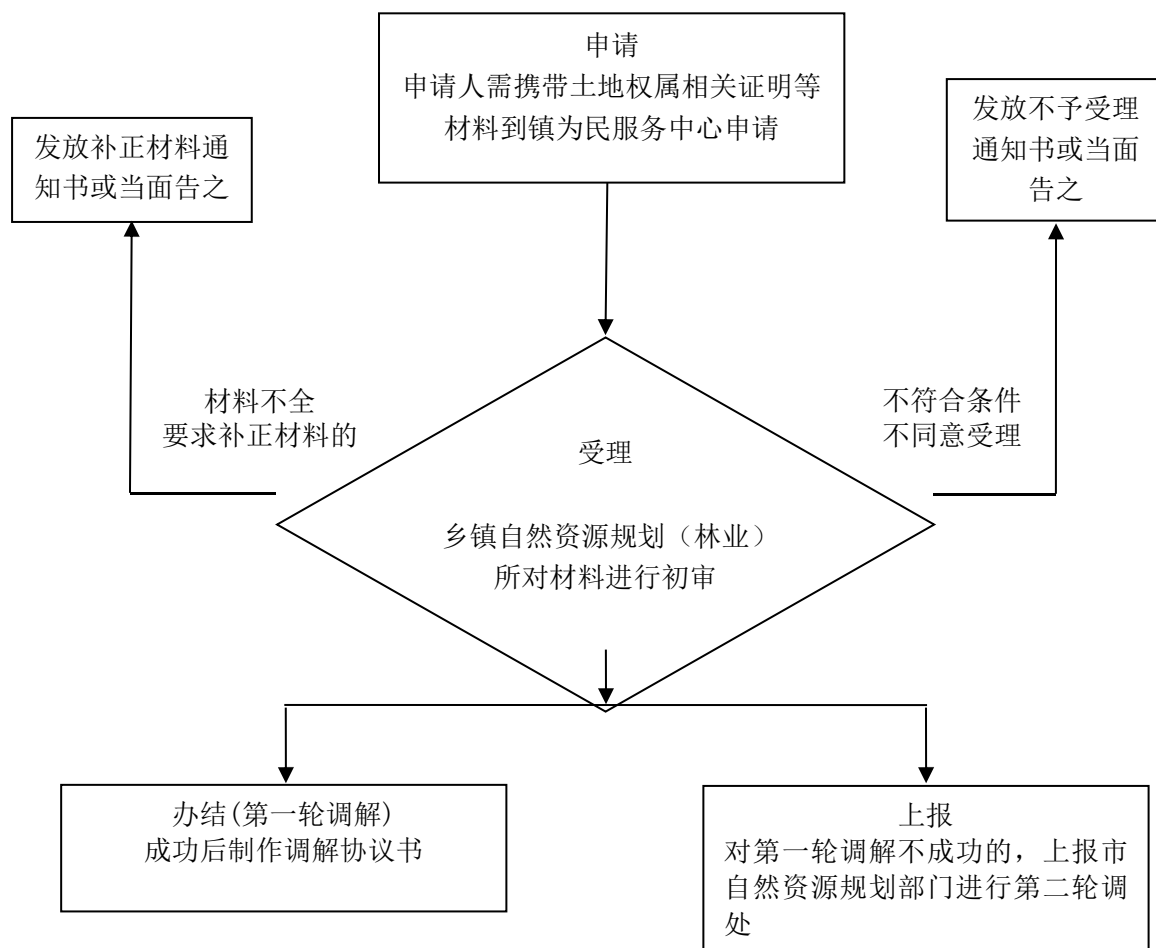 申请
申请人需携带土地权属相关证明等
材料到镇为民服务中心申请
发放补正材料通
知书或当面告之
发放不予受理
通知书或当面
告之
材料不全
要求补正材料的
不符合条件
不同意受理
受理
乡镇自然资源规划（林业）
所对材料进行初审
办结(第一轮调解)
成功后制作调解协议书
上报
对第一轮调解不成功的，上报市
自然资源规划部门进行第二轮调
处